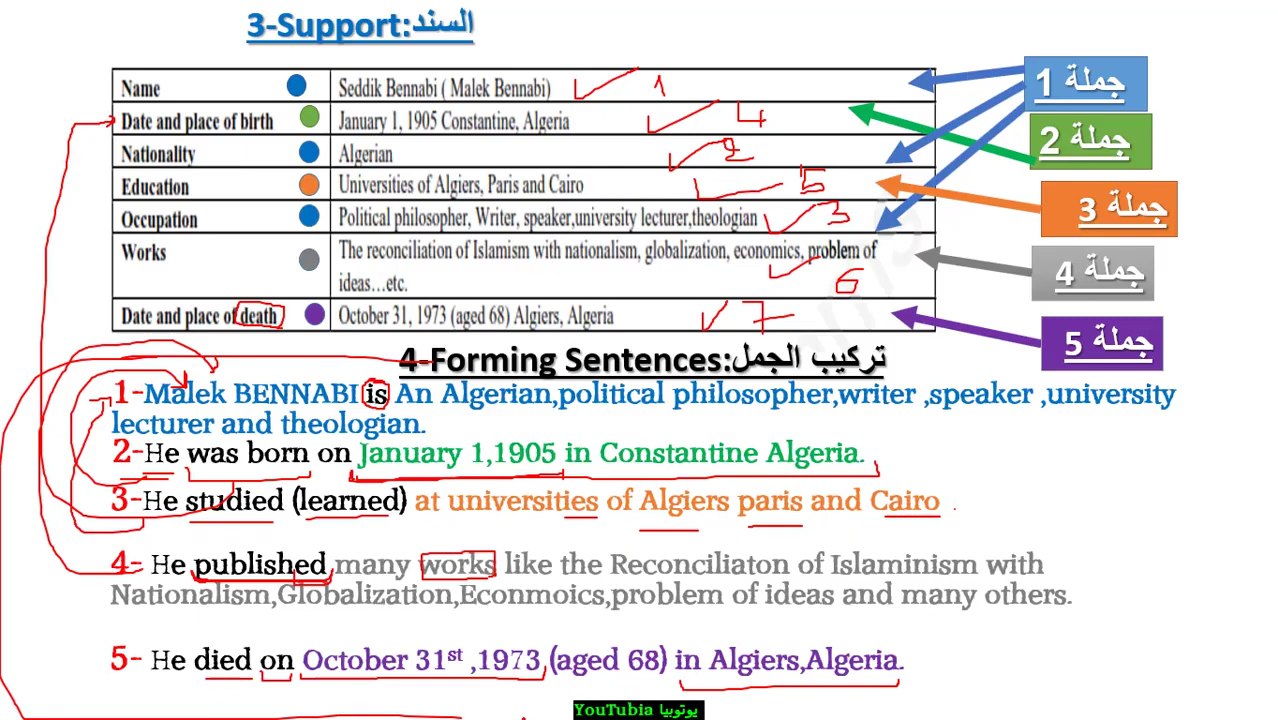 3-Support:السند
Name Seddik Bennabi ( Malek Bennabi) 1
Date and place of birth January 1, 1905 Constantine, Algeria 4
Nationality Algerian 2
Education Universities of Algiers, Paris and Cairo 5
Occupation Political philosopher, Writer, speaker,university lecturer,theologian 3
Works The reconciliation of Islamism with nationalism, globalization, economics, problem of
ideas...etc. 6
Date and place of death October 31, 1973 (aged 68) Algiers, Algeria 7
جملة 1
جملة 2
جملة 3
جملة 4
جملة 5
4-Forming Sentences:تركيب الجمل
1-Malek BENNABI is An Algerian,political philosopher,writer ,speaker ,university
lecturer and theologian.
2-He was born on January 1,1905 in Constantine Algeria.
3-He studied (learned) at universities of Algiers paris and Cairo
4- He published many works like the Reconciliaton of Islaminism with
Nationalism,Globalization,Econmoics,problem of ideas and many others.
5- He died on October 31st ,1973,(aged 68) in Algiers,Algeria.
YouTubia يوتوبيا